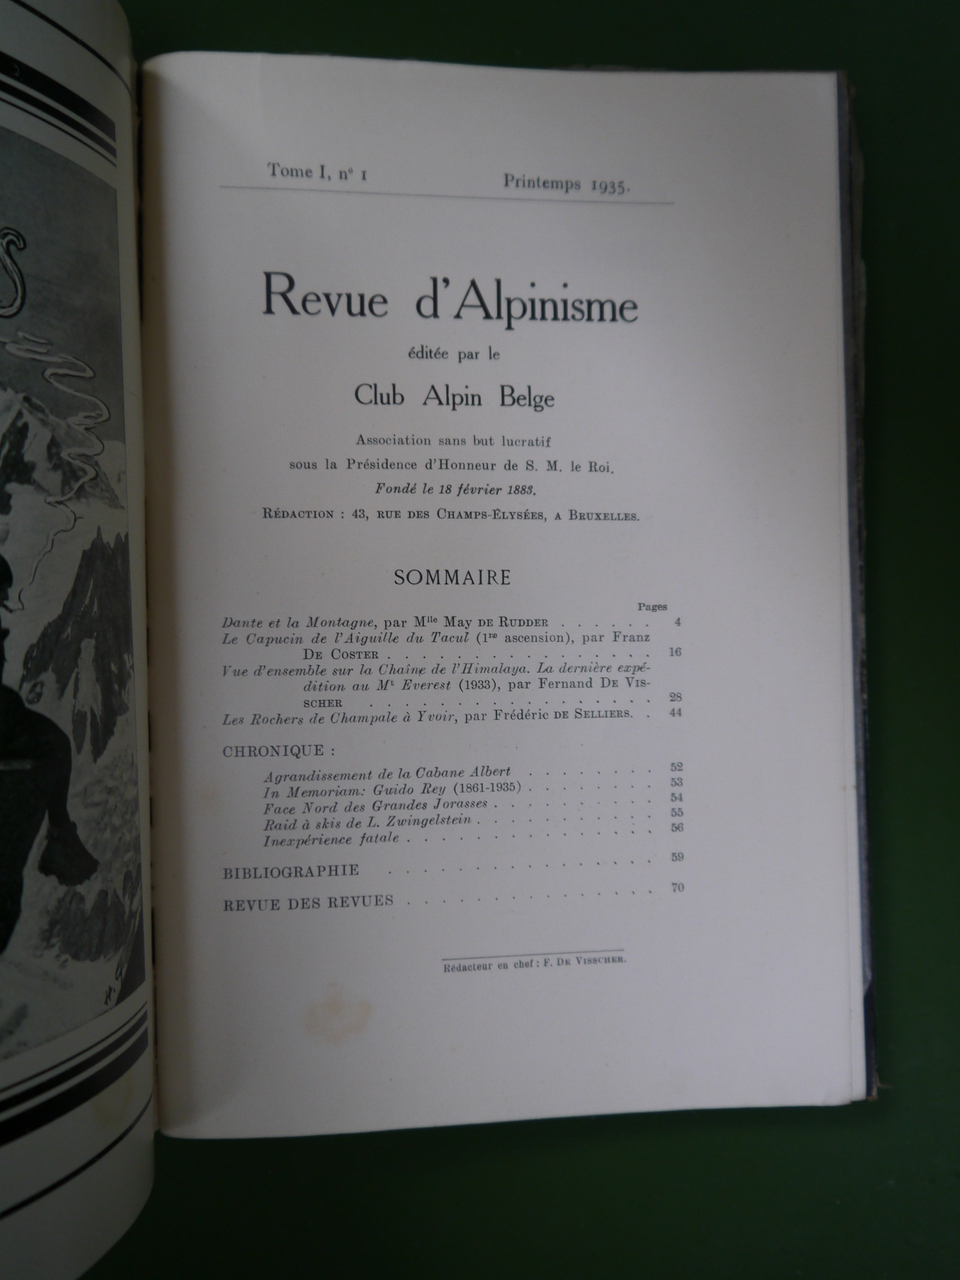 Tome I, n° 1
Printemps 1935.
Revue d'Alpinisme
éditée par le
Club Alpin Belge
Association sans but lucratif
sous la Présidence d'Honneur de S. M. le Roi.
Fondé le 18 février 1883.
RÉDACTION : 43, RUE DES CHAMPS-ELYSÉES, A BRUXELLES.
SOMMAIRE
Pages
Dante et la Montagne, par Mlle May DE RUDDER . . . . . . 4
Le Capucin de l'Aiguille du Tacul (1re ascension), par Franz
DE COSTER . . . . . . . . . . . . . . . . 16
Vue d'ensemble sur la Chaîne de l'Himalaya. La dernière expé-
dition au Mt Everest (1933), par Fernand DE VIS-
SCHER . . . . . . . . . . . . . . . . . 28
Les Rochers de Champale à Yvoir, par Frédéric DE SELLIERS. . 44
CHRONIQUE :
Agrandissement de la Cabane Albert . . . . . . . . 52
In Memoriam: Guido Rey (1861-1935) . . . . . . . . 53
Face Nord des Grandes Jorasses . . . . . . . . . . 54
Raid à skis de L. Zwingelstein . . . . . . . . . . . 55
Inexpérience fatale . . . . . . . . . . . . . . . 56
BIBLIOGRAPHIE . . . . . . . . . . . . . . . 59
REVUE DES REVUES . . . . . . . . . . . . . . 70
Rédacteur en chef : F. DE VISSCHER.